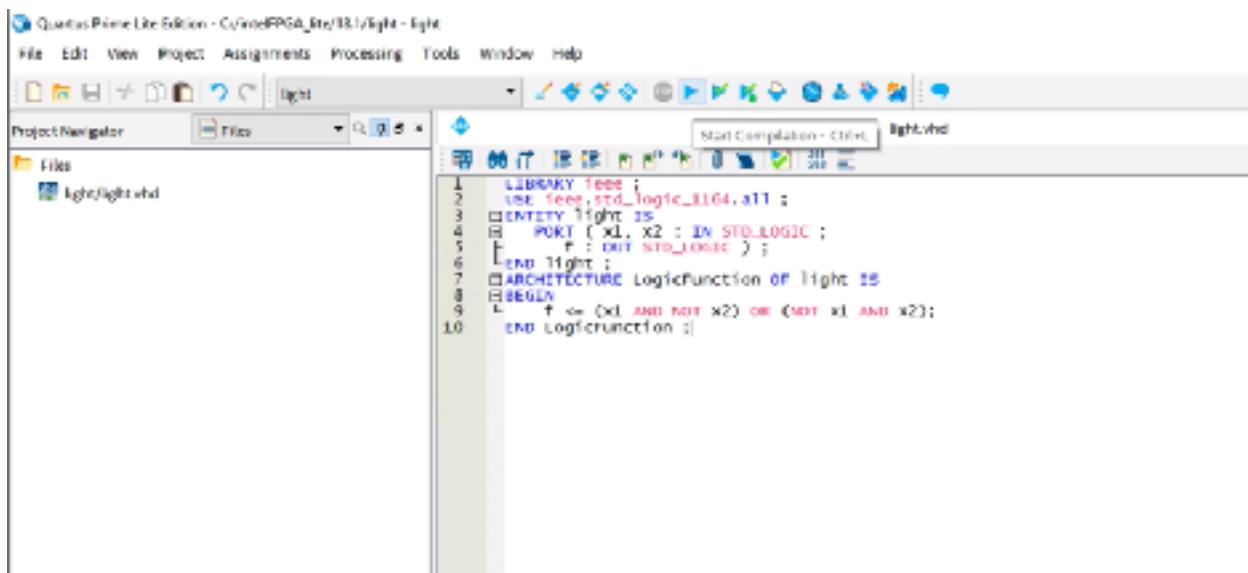 Quartus Prime Lite Edition - C:/intelFPGA_lite/18.1/light - light
File Edit View Project Assignments Processing Tools Window Help
light
Project Navigator Files
Start Compilation - Ctrl+L
light.vhd
Files
light/light.vhd
1 LIBRARY ieee ;
2 USE ieee.std_logic_1164.all ;
3 ENTITY light IS
4 PORT ( x1, x2 : IN STD_LOGIC ;
5 f : OUT STD_LOGIC ) ;
6 END light ;
7 ARCHITECTURE LogicFunction OF light IS
8 BEGIN
9 f <= (x1 AND NOT x2) OR (NOT x1 AND x2);
10 END LogicFunction ;